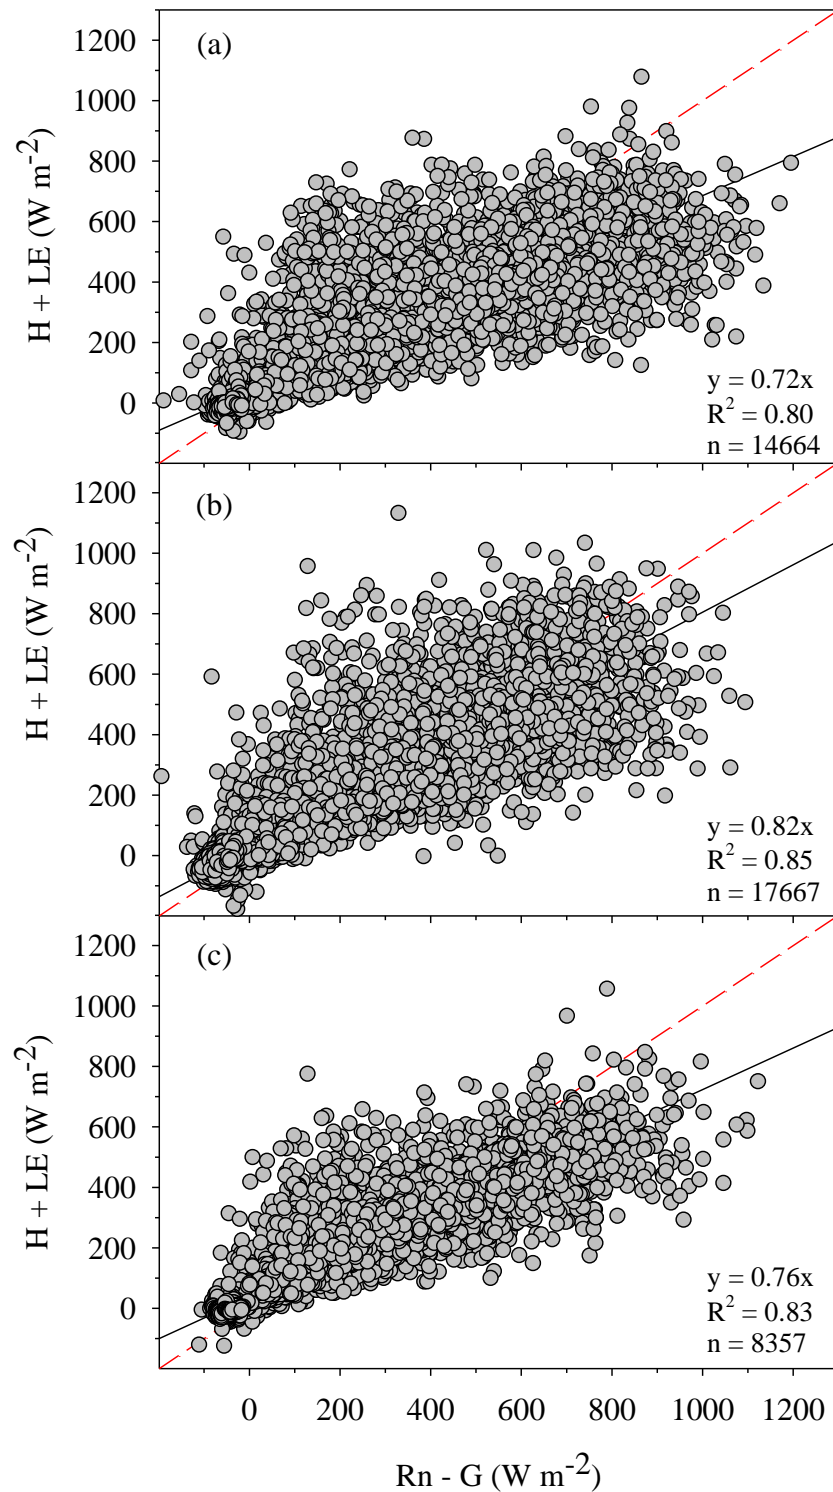 (a)
1200
1000
800
600
400
200
0
H + LE (W m⁻²)
y = 0.72x
R² = 0.80
n = 14664
(b)
1200
1000
800
600
400
200
0
H + LE (W m⁻²)
y = 0.82x
R² = 0.85
n = 17667
(c)
1200
1000
800
600
400
200
0
H + LE (W m⁻²)
y = 0.76x
R² = 0.83
n = 8357
0 200 400 600 800 1000 1200
Rn - G (W m⁻²)